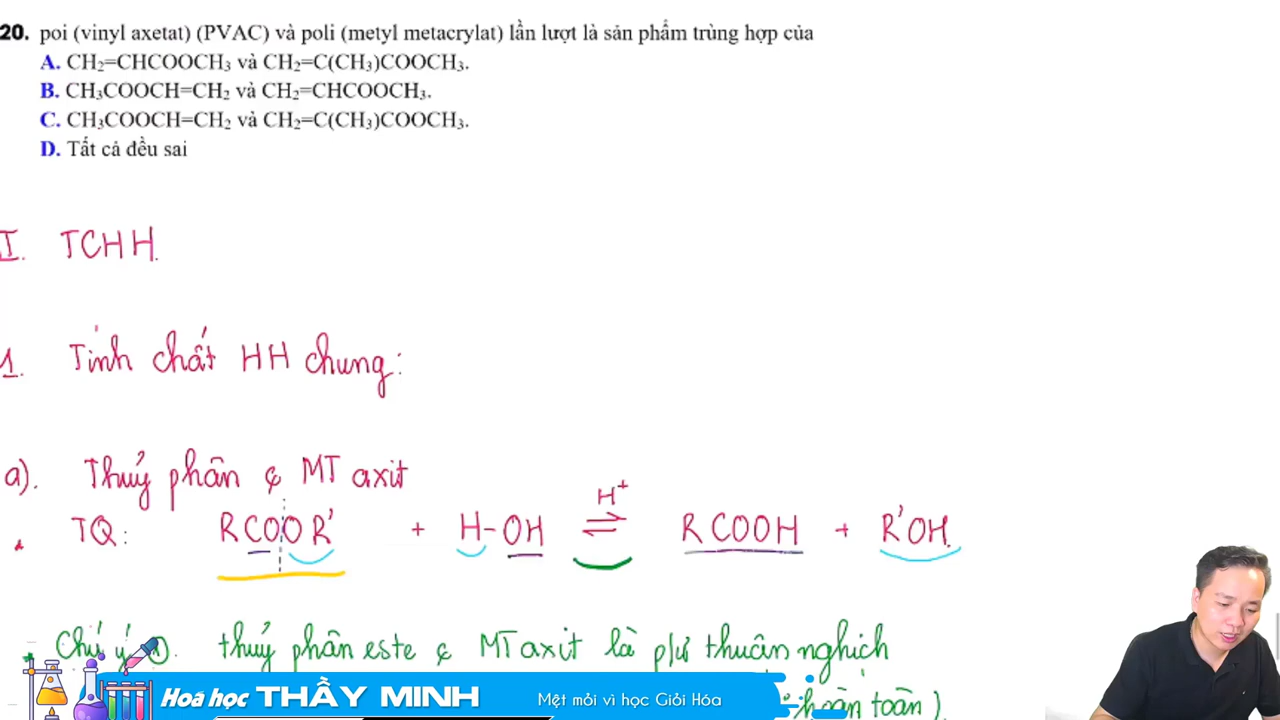 20. poi (vinyl axetat) (PVAC) và poli (metyl metacrylat) lần lượt là sản phẩm trùng hợp của
A. CH₂=CHCOOCH₃ và CH₂=C(CH₃)COOCH₃.
B. CH₃COOCH=CH₂ và CH₂=CHCOOCH₃.
C. CH₃COOCH=CH₂ và CH₂=C(CH₃)COOCH₃.
D. Tất cả đều sai
I. TCHH.
1. Tính chất HH chung:
a). Thuỷ phân MT axit
TQ: RCOOR' + H-OH ⇌ H⁺ RCOOH + R'OH.
Chú ý ①. thuỷ phân este MT axit là pư thuận nghịch
hoàn toàn)
Hoá học THẦY MINH
Mệt mỏi vì học Giỏi Hóa